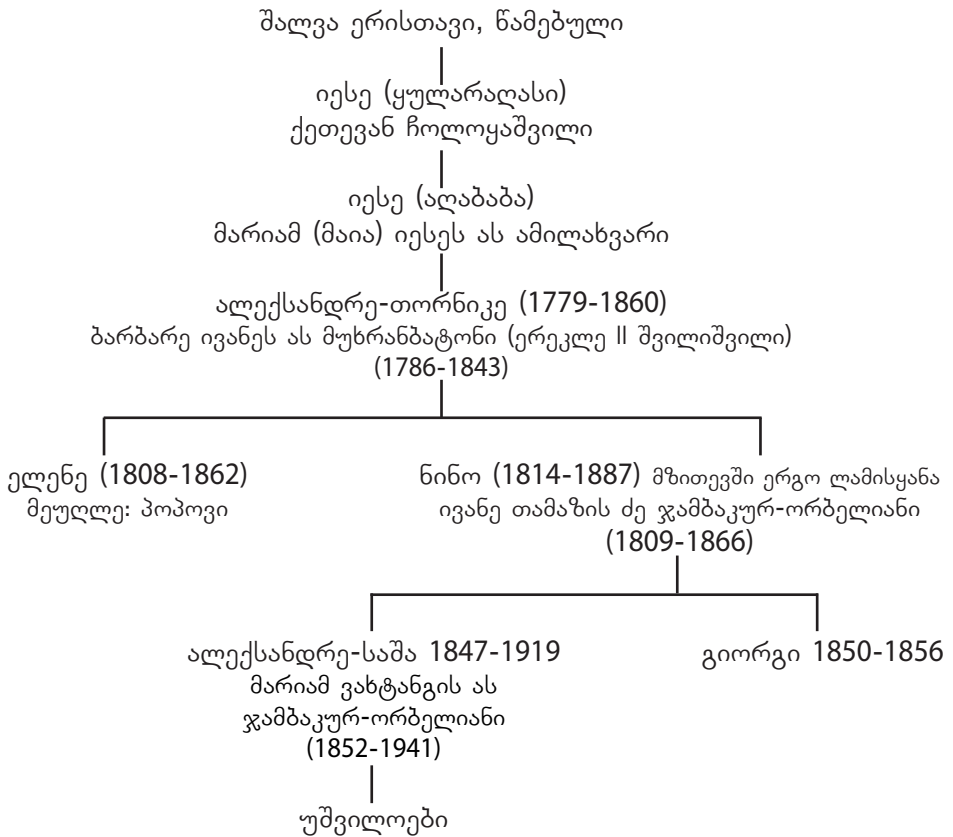 შალვა ერისთავი, წამებული
იესე (ყულარაღასი)
ქეთევან ჩოლოყაშვილი
იესე (აღაბაბა)
მარიამ (მაია) იესეს ას ამილახვარი
ალექსანდრე-თორნიკე (1779-1860)
ბარბარე ივანეს ას მუხრანბატონი (ერეკლე II შვილიშვილი)
(1786-1843)
ელენე (1808-1862)
მეუღლე: პოპოვი
ნინო (1814-1887) მზითევში ერგო ლამისყანა
ივანე თამაზის ძე ჯამბაკურ-ორბელიანი
(1809-1866)
ალექსანდრე-საშა 1847-1919
მარიამ ვახტანგის ას
ჯამბაკურ-ორბელიანი
(1852-1941)
გიორგი 1850-1856
უშვილოები